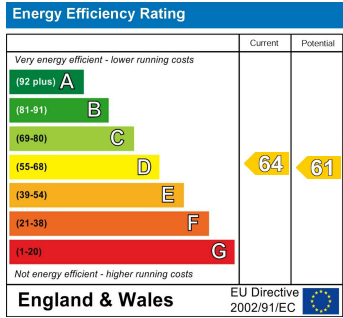 Energy Efficiency Rating
Current Potential
Very energy efficient - lower running costs
(92 plus) A
(81-91) B
(69-80) C
(55-68) D
64 61
(39-54) E
(21-38) F
(1-20) G
Not energy efficient - higher running costs
England & Wales
EU Directive
2002/91/EC